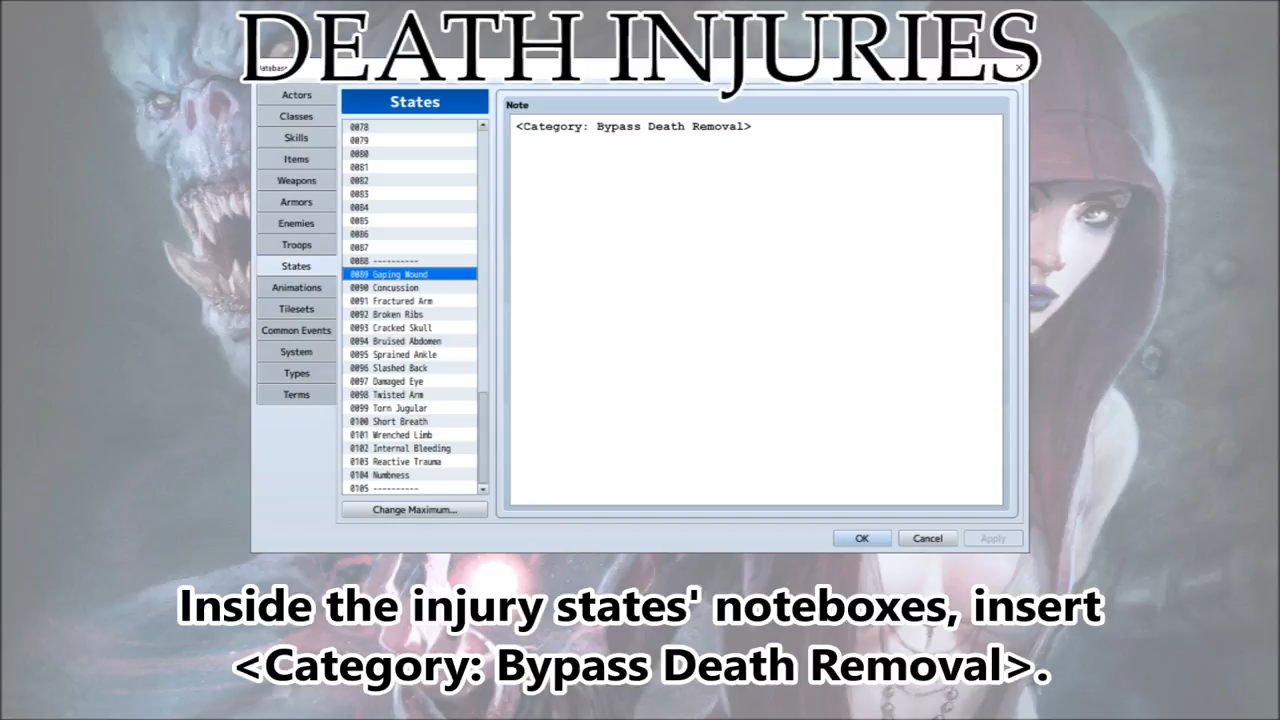 DEATH INJURIES
Actors
Classes
Skills
Items
Weapons
Armors
Enemies
Troops
States
Animations
Tilesets
Common Events
System
Types
Terms
States
0078
0079
0080
0081
0082
0083
0084
0085
0086
0087
0088 ----------
0089 Gaping Wound
0090 Concussion
0091 Fractured Arm
0092 Broken Ribs
0093 Cracked Skull
0094 Bruised Abdomen
0095 Sprained Ankle
0096 Slashed Back
0097 Damaged Eye
0098 Twisted Arm
0099 Torn Jugular
0100 Short Breath
0101 Wrenched Limb
0102 Internal Bleeding
0103 Reactive Trauma
0104 Numbness
0105 ----------
Change Maximum...
Note
<Category: Bypass Death Removal>
OK
Cancel
Apply
Inside the injury states' noteboxes, insert
<Category: Bypass Death Removal>.